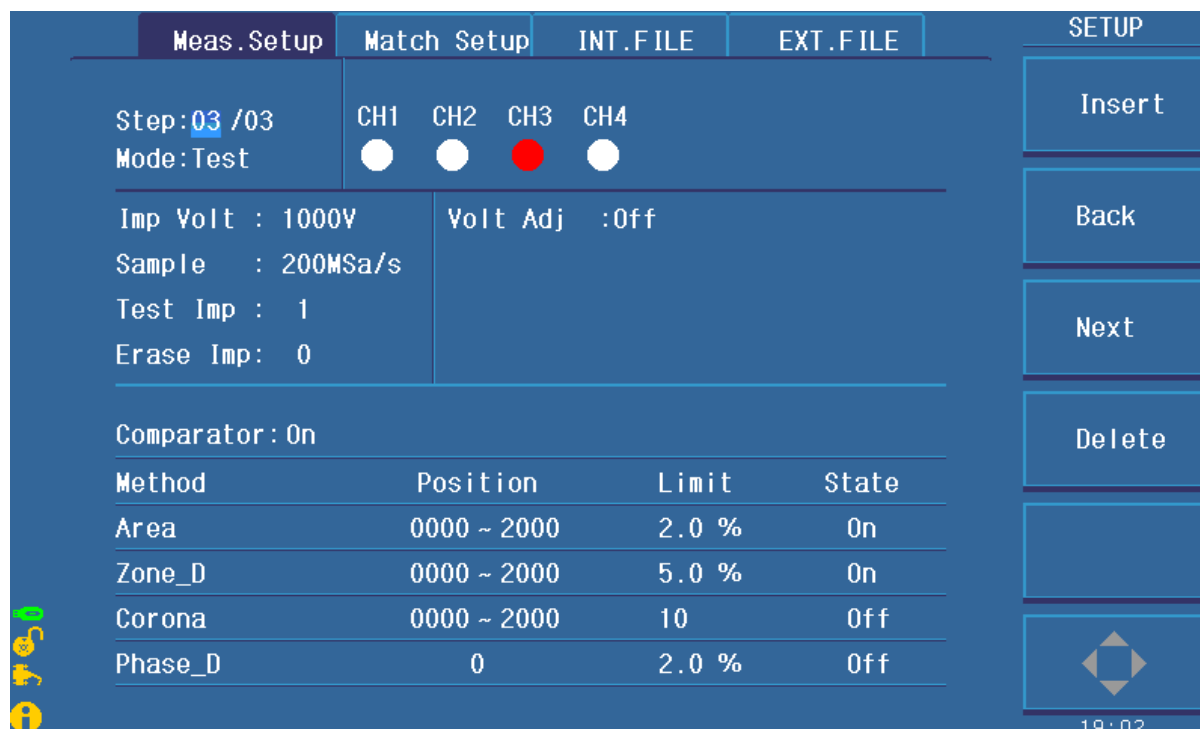 Meas.Setup Match Setup INT.FILE EXT.FILE SETUP
Step:03 /03 CH1 CH2 CH3 CH4
Mode:Test
Imp Volt : 1000V Volt Adj :Off
Sample : 200MSa/s
Test Imp : 1
Erase Imp: 0
Comparator:On
Method Position Limit State
Area 0000 ~ 2000 2.0 % On
Zone_D 0000 ~ 2000 5.0 % On
Corona 0000 ~ 2000 10 Off
Phase_D 0 2.0 % Off
Insert
Back
Next
Delete
19:02